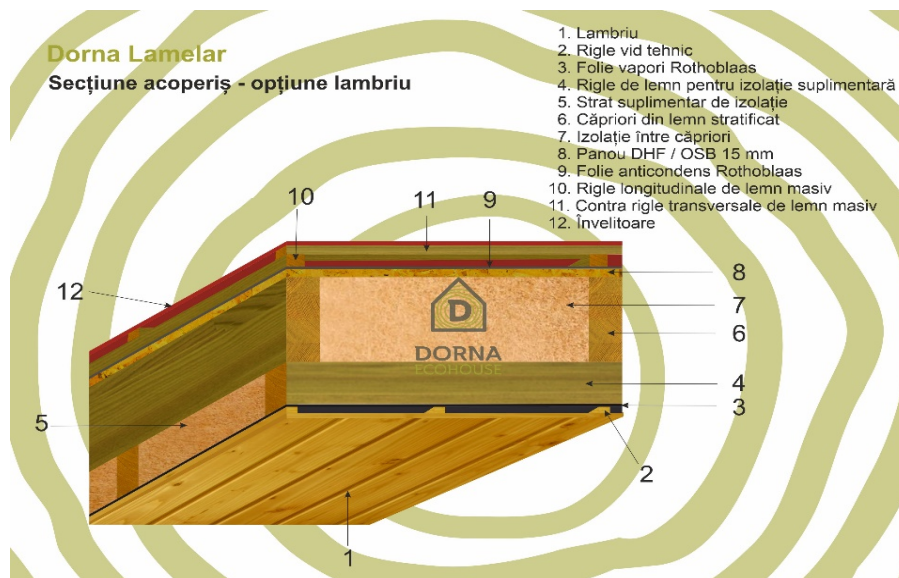 Dorna Lamelar
Secțiune acoperiș - opțiune lambriu
1. Lambriu
2. Rigle vid tehnic
3. Folie vapori Rothoblaas
4. Rigle de lemn pentru izolație suplimentară
5. Strat suplimentar de izolație
6. Căpriori din lemn stratificat
7. Izolație între căpriori
8. Panou DHF / OSB 15 mm
9. Folie anticondens Rothoblaas
10. Rigle longitudinale de lemn masiv
11. Contra rigle transversale de lemn masiv
12. Învelitoare
10
11
9
12
8
7
6
D
DORNA
ECOHOUSE
4
3
5
2
1